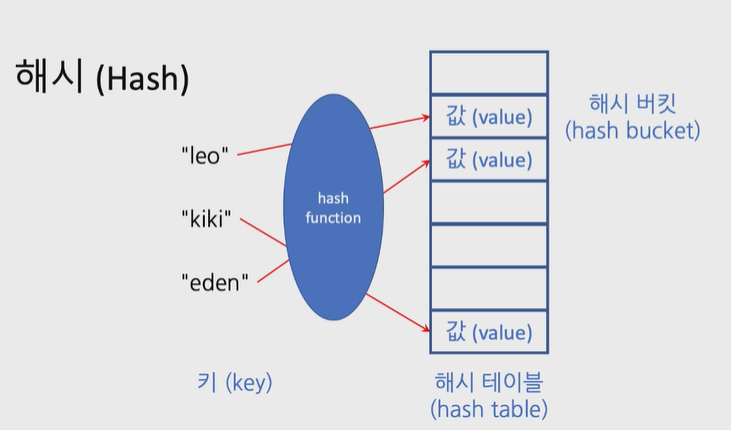 해시 (Hash)
"leo"
"kiki"
"eden"
키 (key)
hash
function
값 (value)
값 (value)
값 (value)
해시 테이블
(hash table)
해시 버킷
(hash bucket)